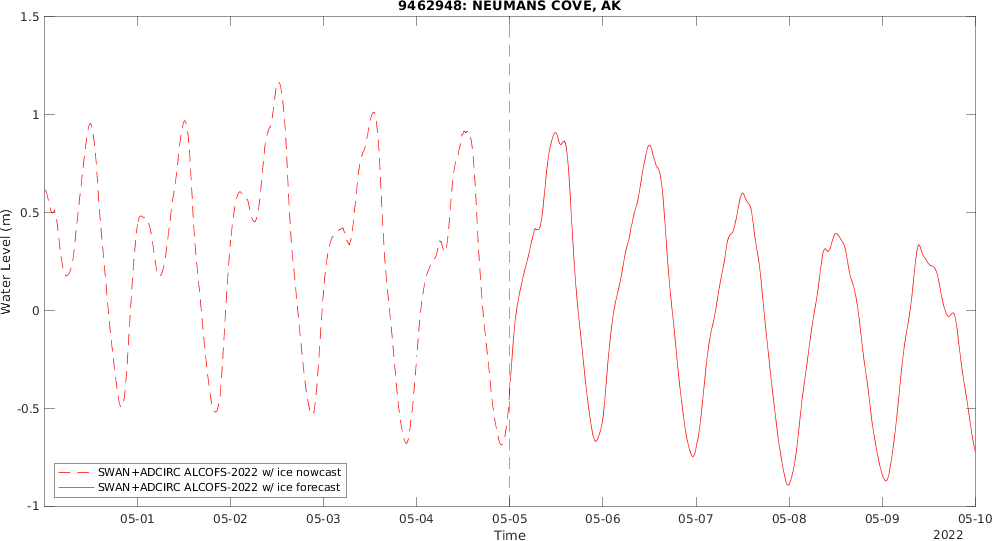 9462948: NEUMANS COVE, AK
1.5
1
0.5
0
-0.5
-1
Water Level (m)
SWAN+ADCIRC ALCOFS-2022 w/ ice nowcast
SWAN+ADCIRC ALCOFS-2022 w/ ice forecast
05-01 05-02 05-03 05-04 05-05 05-06 05-07 05-08 05-09 05-10
Time
2022